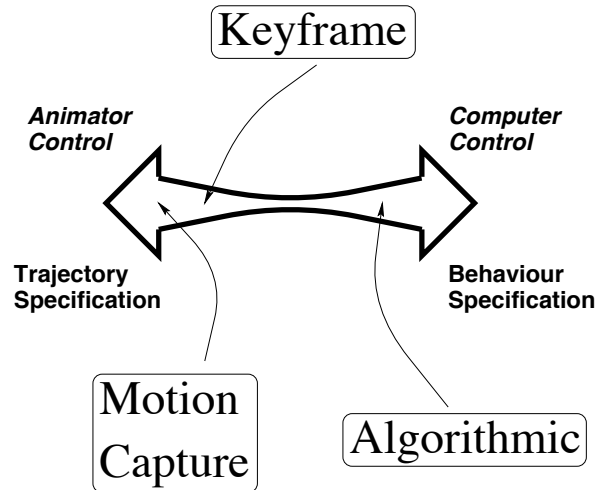 Keyframe
Animator
Control
Computer
Control
Trajectory
Specification
Behaviour
Specification
Motion
Capture
Algorithmic